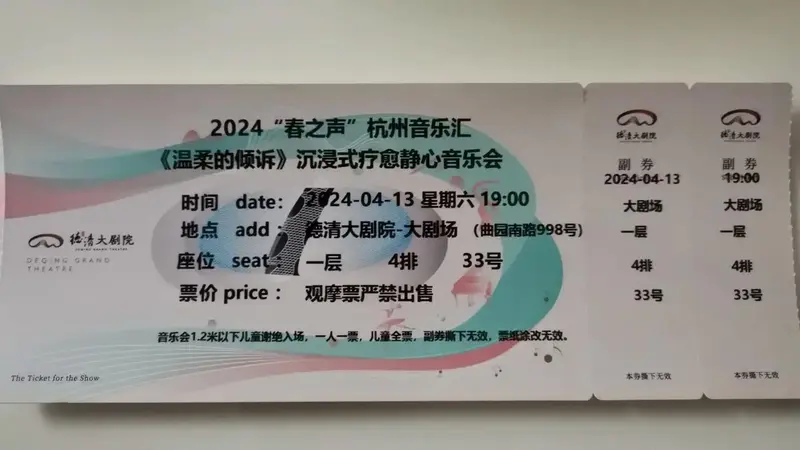 2024“春之声”杭州音乐汇
《温柔的倾诉》沉浸式疗愈静心音乐会
时间 date: 2024-04-13 星期六 19:00
地点 add: 德清大剧院-大剧场 （曲园南路998号）
座位 seat: 一层 4排 33号
票价 price： 观摩票严禁出售
音乐会1.2米以下儿童谢绝入场，一人一票，儿童全票，副券撕下无效，票纸涂改无效。
德清大剧院
DEQING GRAND
THEATRE
The Ticket for the Show
德清大剧院
副券
2024-04-13
大剧场
一层
4排
33号
本券撕下无效
德清大剧院
副券
19:00
大剧场
一层
4排
33号
本券撕下无效